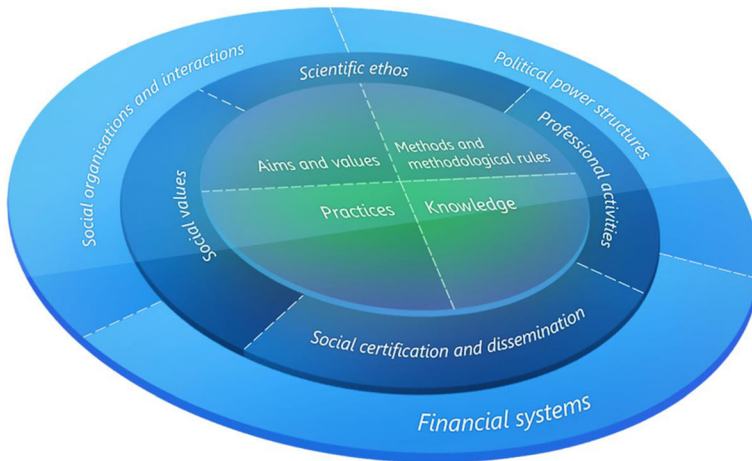 Social organisations and interactions
Political power structures
Financial systems
Scientific ethos
Professional activities
Social certification and dissemination
Social values
Aims and values
Methods and
methodological rules
Practices
Knowledge